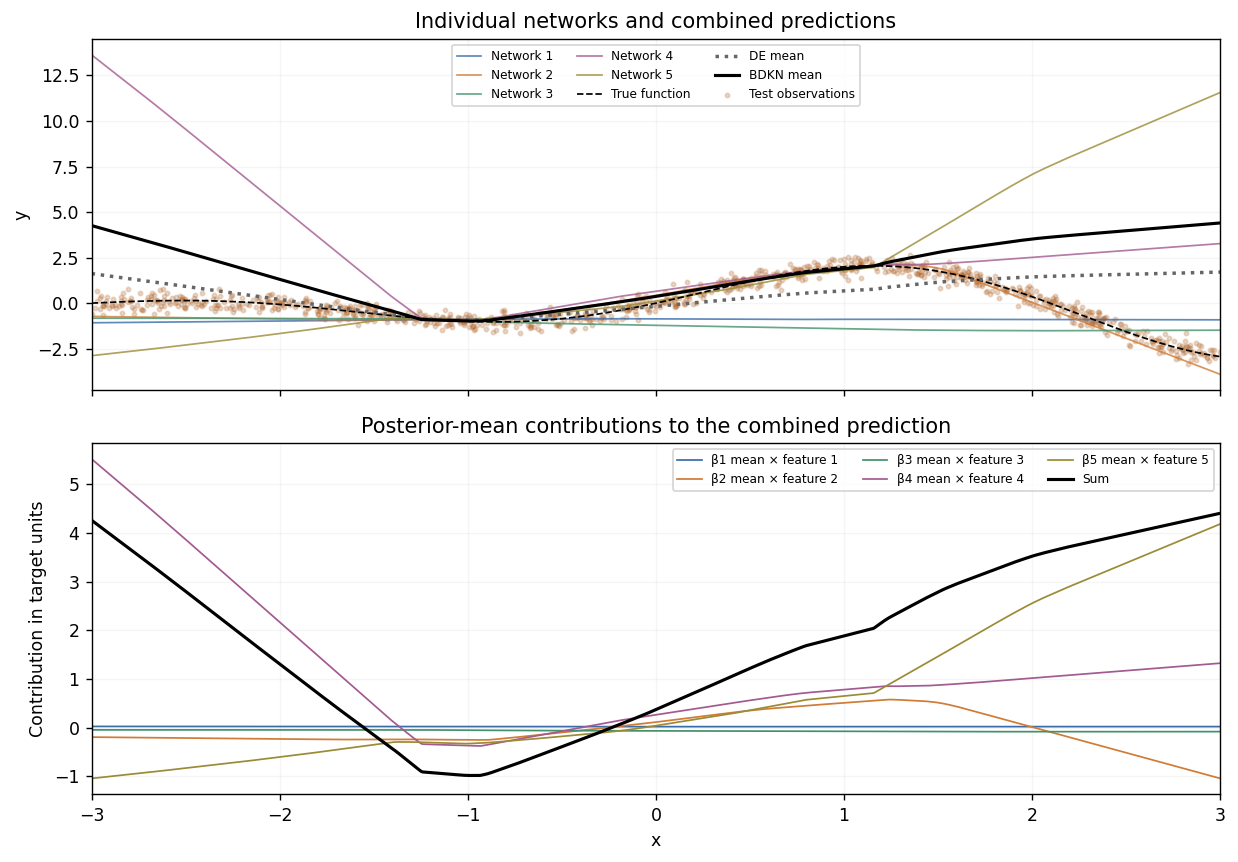 Individual networks and combined predictions
Network 1
Network 2
Network 3
Network 4
Network 5
True function
DE mean
BDKN mean
Test observations
12.5
10.0
7.5
5.0
2.5
0.0
−2.5
y
Posterior-mean contributions to the combined prediction
β1 mean × feature 1
β2 mean × feature 2
β3 mean × feature 3
β4 mean × feature 4
β5 mean × feature 5
Sum
5
4
3
2
1
0
−1
Contribution in target units
−3
−2
−1
0
1
2
3
x